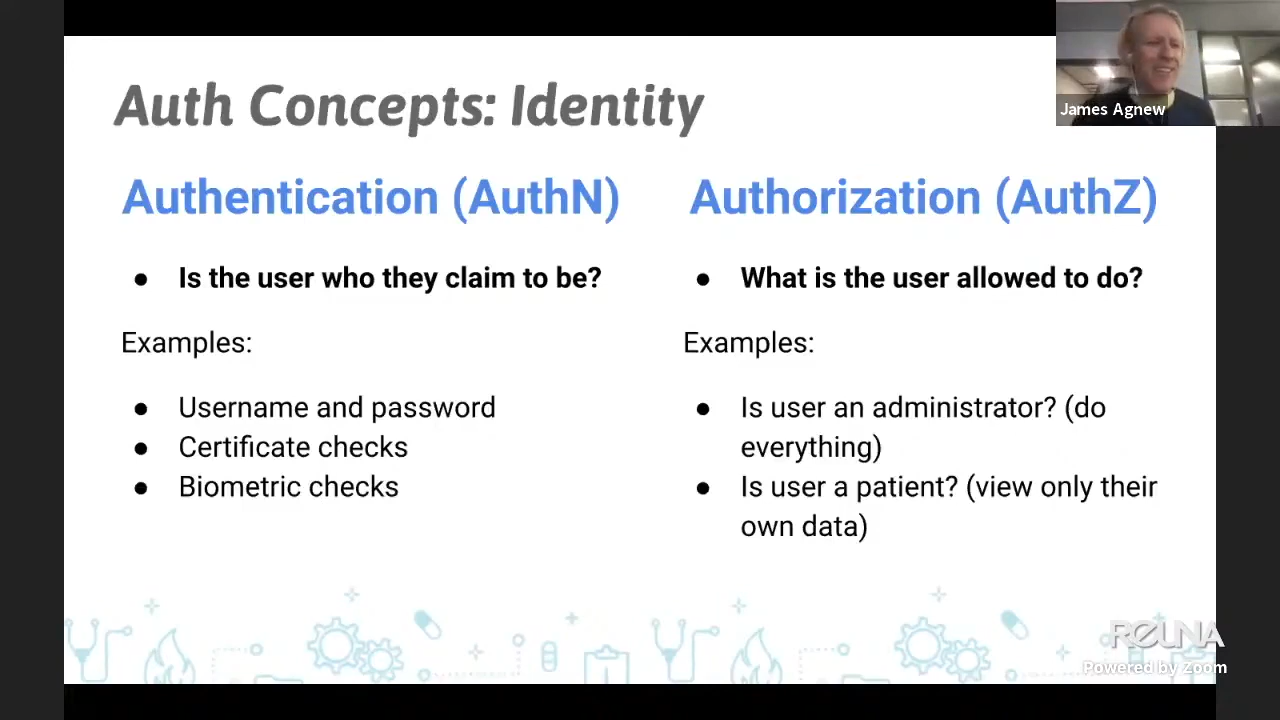 Auth Concepts: Identity
James Agnew
Authentication (AuthN)
● Is the user who they claim to be?
Examples:
● Username and password
● Certificate checks
● Biometric checks
Authorization (AuthZ)
● What is the user allowed to do?
Examples:
● Is user an administrator? (do
everything)
● Is user a patient? (view only their
own data)
REUNA
Powered by Zoom